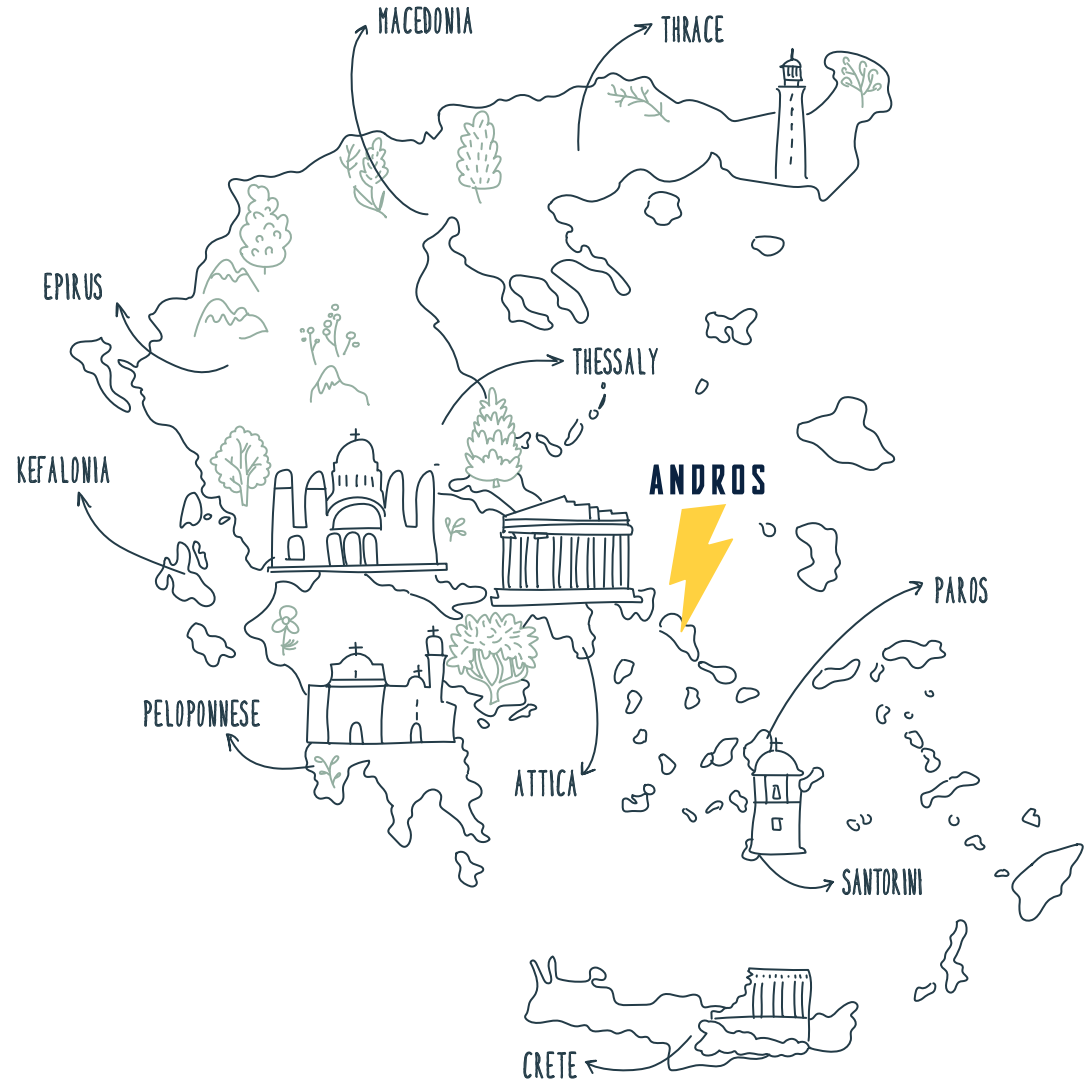 MACEDONIA
THRACE
EPIRUS
THESSALY
KEFALONIA
ANDROS
PAROS
PELOPONNESE
ATTICA
SANTORINI
CRETE